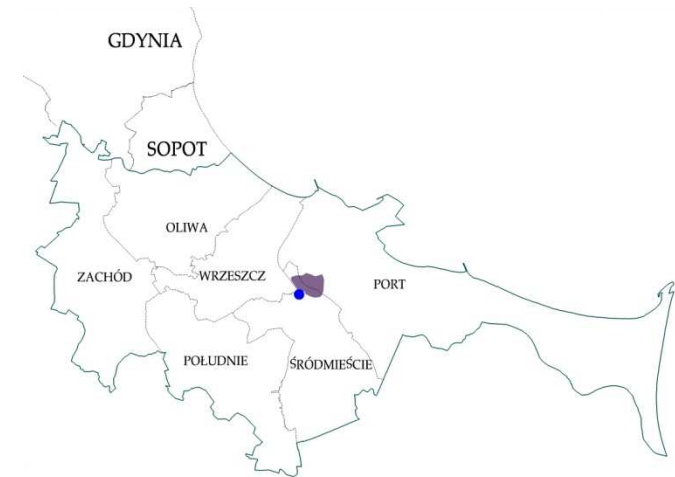 GDYNIA
SOPOT
OLIWA
ZACHÓD
WRZESZCZ
PORT
POŁUDNIE
ŚRÓDMIEŚCIE